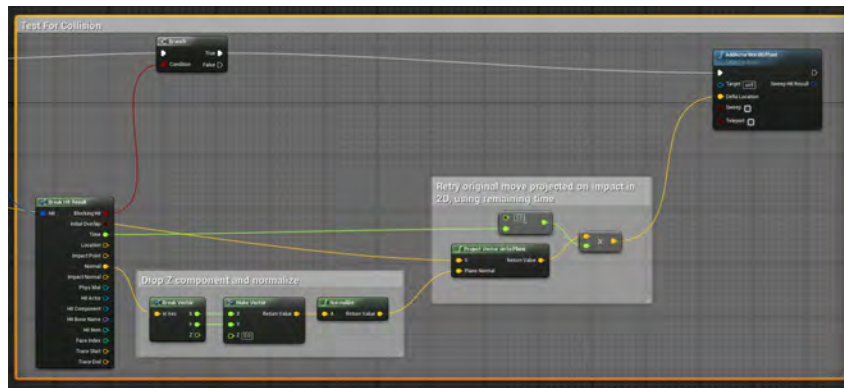 Test For Collision
Branch
True
Condition
False
AddActorWorldOffset
Target
self
Sweep Hit Result
Delta Location
Sweep
Teleport
Retry original move projected on impact in
2D, using remaining time
Project Vector on to Plane
V
Return Value
Plane Normal
X
Break Hit Result
Hit
Blocking Hit
Initial Overlap
Time
Location
Impact Point
Normal
Impact Normal
Phys Mat
Hit Actor
Hit Component
Hit Bone Name
Hit Item
Face Index
Trace Start
Trace End
Drop Z component and normalize
Break Vector
In Vec
X
Y
Z
Make Vector
X
Return Value
Y
Z
Normalize
A
Return Value